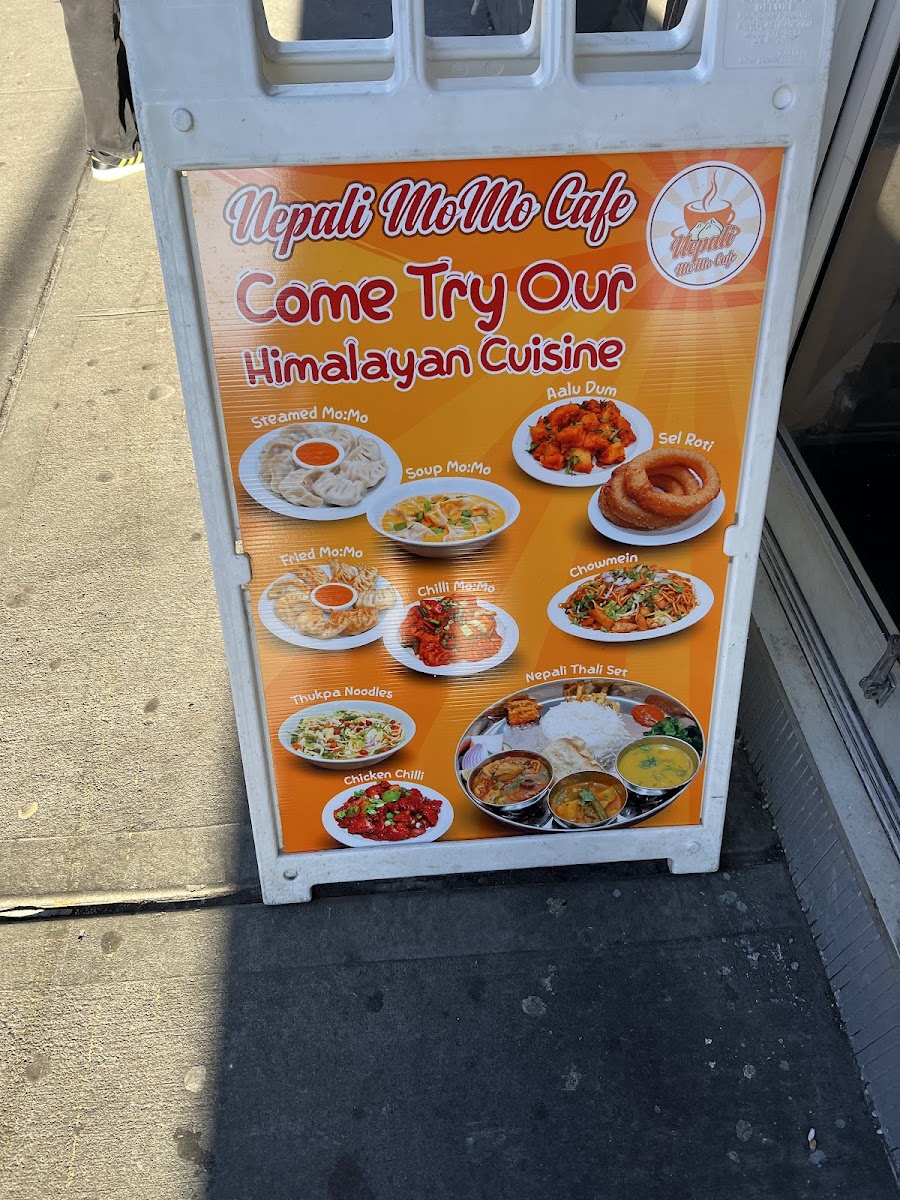 Nepali MoMo Cafe
Nepali
MoMo Cafe
Come Try Our
Himalayan Cuisine
Steamed Mo:Mo
Aalu Dum
Soup Mo:Mo
Sel Roti
Fried Mo:Mo
Chilli Mo:Mo
Chowmein
Thukpa Noodles
Nepali Thali Set
Chicken Chilli